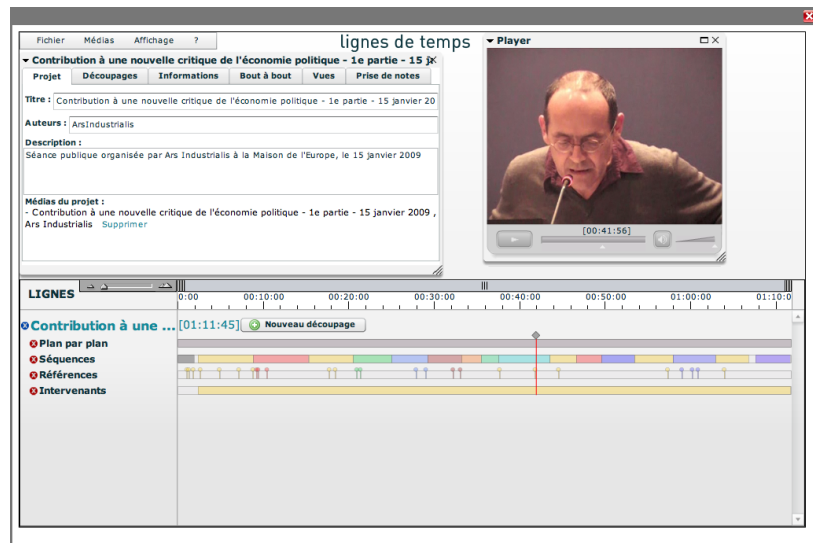 Fichier Médias Affichage ?
lignes de temps
Contribution à une nouvelle critique de l'économie politique - 1e partie - 15 j
Projet Découpages Informations Bout à bout Vues Prise de notes
Titre : Contribution à une nouvelle critique de l'économie politique - 1e partie - 15 janvier 20
Auteurs : ArsIndustrialis
Description :
Séance publique organisée par Ars Industrialis à la Maison de l'Europe, le 15 janvier 2009
Médias du projet :
- Contribution à une nouvelle critique de l'économie politique - 1e partie - 15 janvier 2009 ,
Ars Industrialis Supprimer
Player
[00:41:56]
LIGNES
0:00 00:10:00 00:20:00 00:30:00 00:40:00 00:50:00 01:00:00 01:10:0
Contribution à une ... [01:11:45] Nouveau découpage
Plan par plan
Séquences
Références
Intervenants